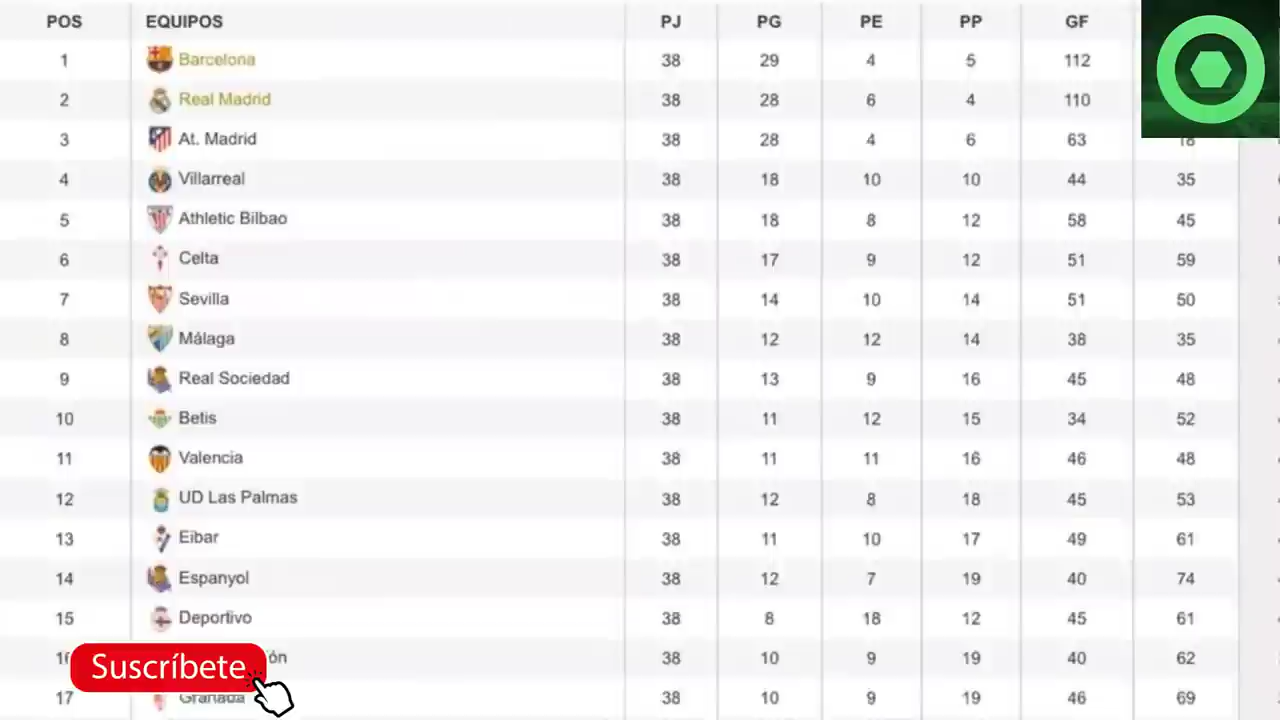 POS EQUIPOS PJ PG PE PP GF
1 Barcelona 38 29 4 5 112
2 Real Madrid 38 28 6 4 110
3 At. Madrid 38 28 4 6 63 18
4 Villarreal 38 18 10 10 44 35
5 Athletic Bilbao 38 18 8 12 58 45
6 Celta 38 17 9 12 51 59
7 Sevilla 38 14 10 14 51 50
8 Málaga 38 12 12 14 38 35
9 Real Sociedad 38 13 9 16 45 48
10 Betis 38 11 12 15 34 52
11 Valencia 38 11 11 16 46 48
12 UD Las Palmas 38 12 8 18 45 53
13 Eibar 38 11 10 17 49 61
14 Espanyol 38 12 7 19 40 74
15 Deportivo 38 8 18 12 45 61
38 10 9 19 40 62
Suscríbete
17 Granada 38 10 9 19 46 69